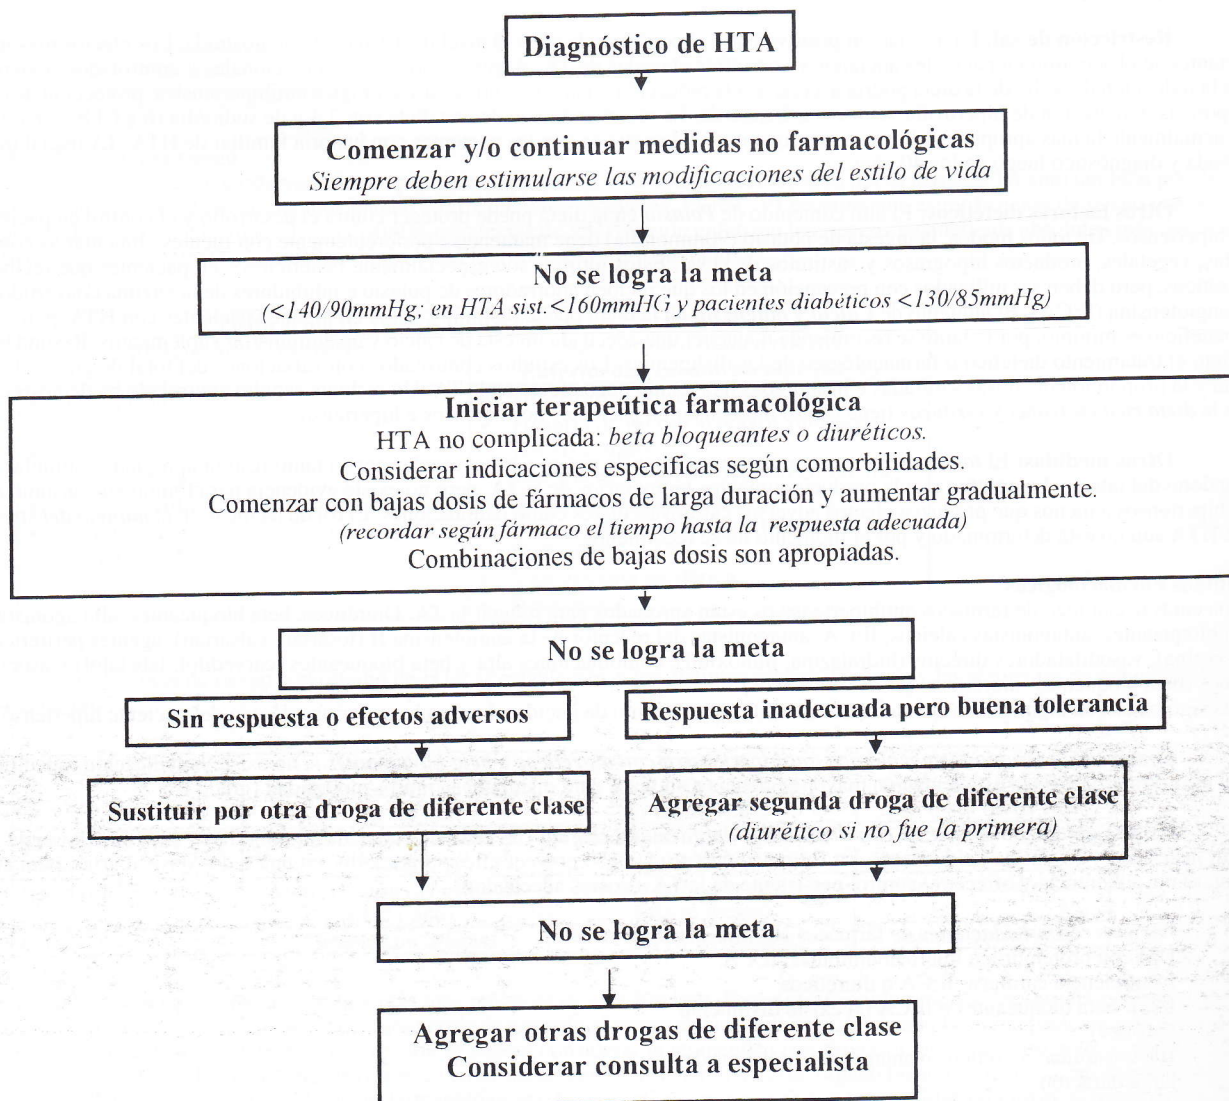 Diagnóstico de HTA
Comenzar y/o continuar medidas no farmacológicas
Siempre deben estimularse las modificaciones del estilo de vida
No se logra la meta
(<140/90mmHg; en HTA sist.<160mmHG y pacientes diabéticos <130/85mmHg)
Iniciar terapeútica farmacológica
HTA no complicada: beta bloqueantes o diuréticos.
Considerar indicaciones especificas según comorbilidades.
Comenzar con bajas dosis de fármacos de larga duración y aumentar gradualmente.
(recordar según fármaco el tiempo hasta la respuesta adecuada)
Combinaciones de bajas dosis son apropiadas.
No se logra la meta
Sin respuesta o efectos adversos
Respuesta inadecuada pero buena tolerancia
Sustituir por otra droga de diferente clase
Agregar segunda droga de diferente clase
(diurético si no fue la primera)
No se logra la meta
Agregar otras drogas de diferente clase
Considerar consulta a especialista